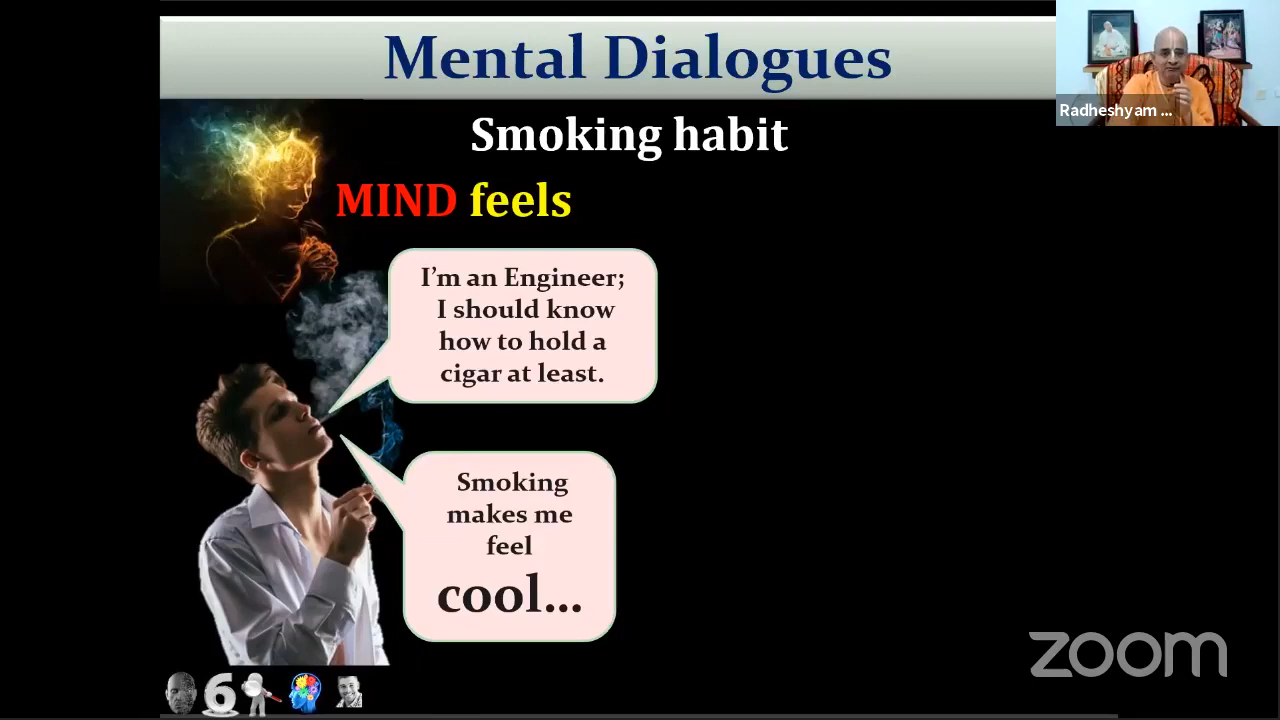 Mental Dialogues
Radheshyam ...
Smoking habit
MIND feels
I’m an Engineer;
I should know
how to hold a
cigar at least.
Smoking
makes me
feel
cool...
zoom
6